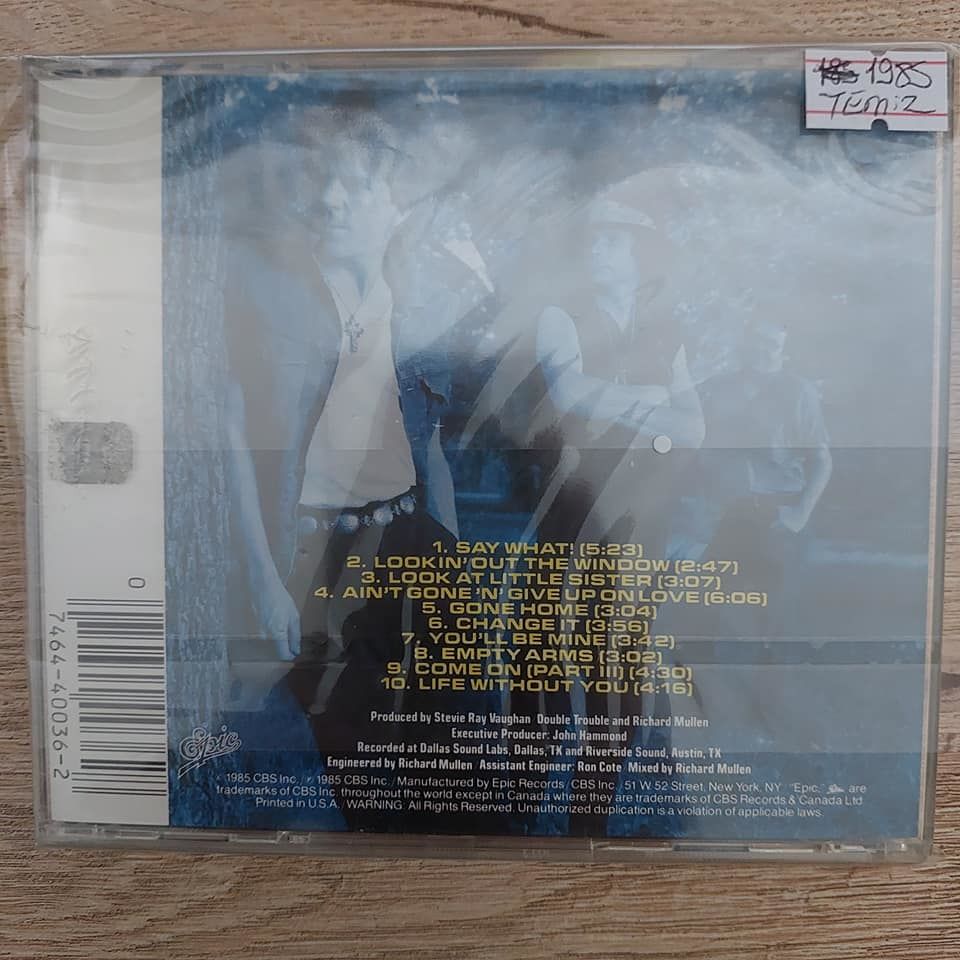 1985
TEMİZ
1. SAY WHAT! (5:23)
2. LOOKIN' OUT THE WINDOW (2:47)
3. LOOK AT LITTLE SISTER (3:07)
4. AIN'T GONE 'N' GIVE UP ON LOVE (6:06)
5. GONE HOME (3:04)
6. CHANGE IT (3:56)
7. YOU'LL BE MINE (3:42)
8. EMPTY ARMS (3:02)
9. COME ON (PART III) (4:30)
10. LIFE WITHOUT YOU (4:16)
Produced by Stevie Ray Vaughan Double Trouble and Richard Mullen
Executive Producer: John Hammond
Recorded at Dallas Sound Labs, Dallas, TX and Riverside Sound, Austin, TX
Engineered by Richard Mullen Assistant Engineer: Ron Cote Mixed by Richard Mullen
Epic
© 1985 CBS Inc. / ℗ 1985 CBS Inc. / Manufactured by Epic Records / CBS Inc. / 51 W 52 Street, New York, NY "Epic," are
trademarks of CBS Inc. throughout the world except in Canada where they are trademarks of CBS Records & Canada Ltd.
Printed in U.S.A. / WARNING: All Rights Reserved. Unauthorized duplication is a violation of applicable laws.
0
7464-40036-2